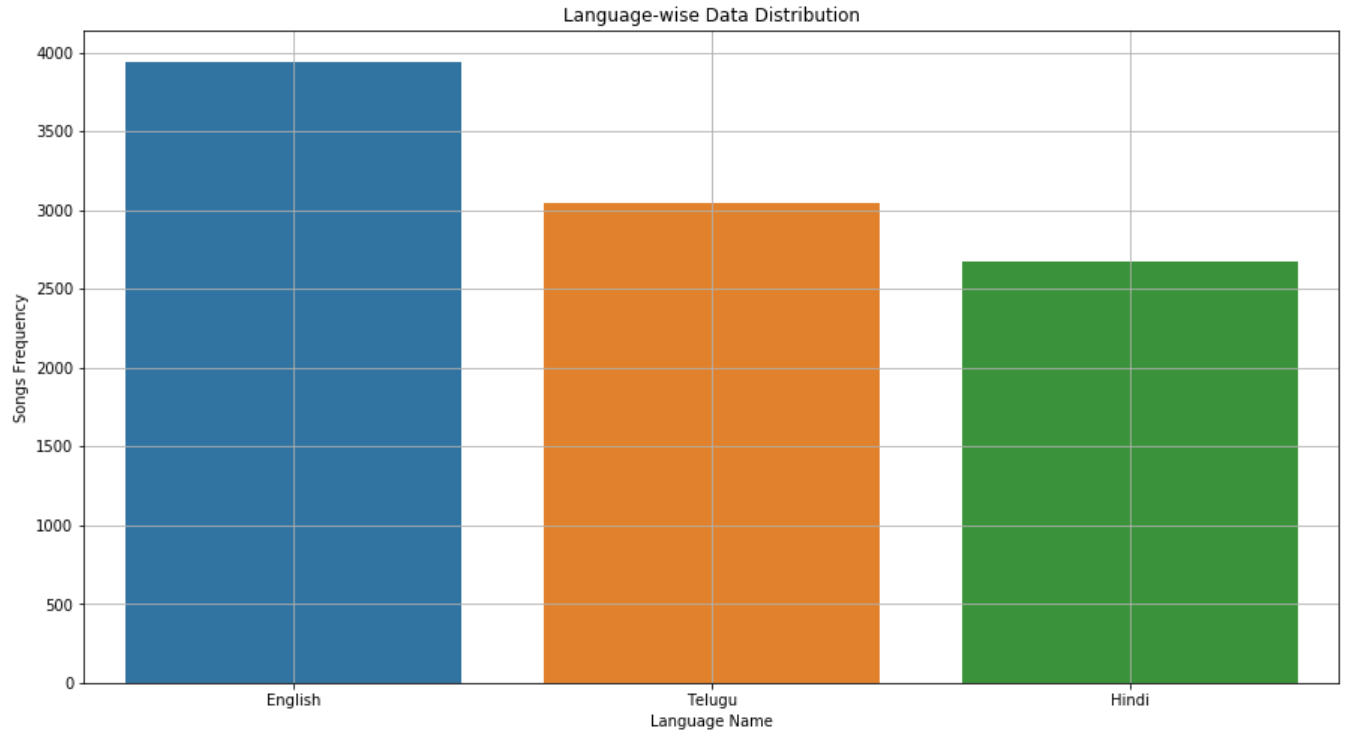 Language-wise Data Distribution
4000
3500
3000
2500
2000
1500
1000
500
0
Songs Frequency
English Telugu Hindi
Language Name